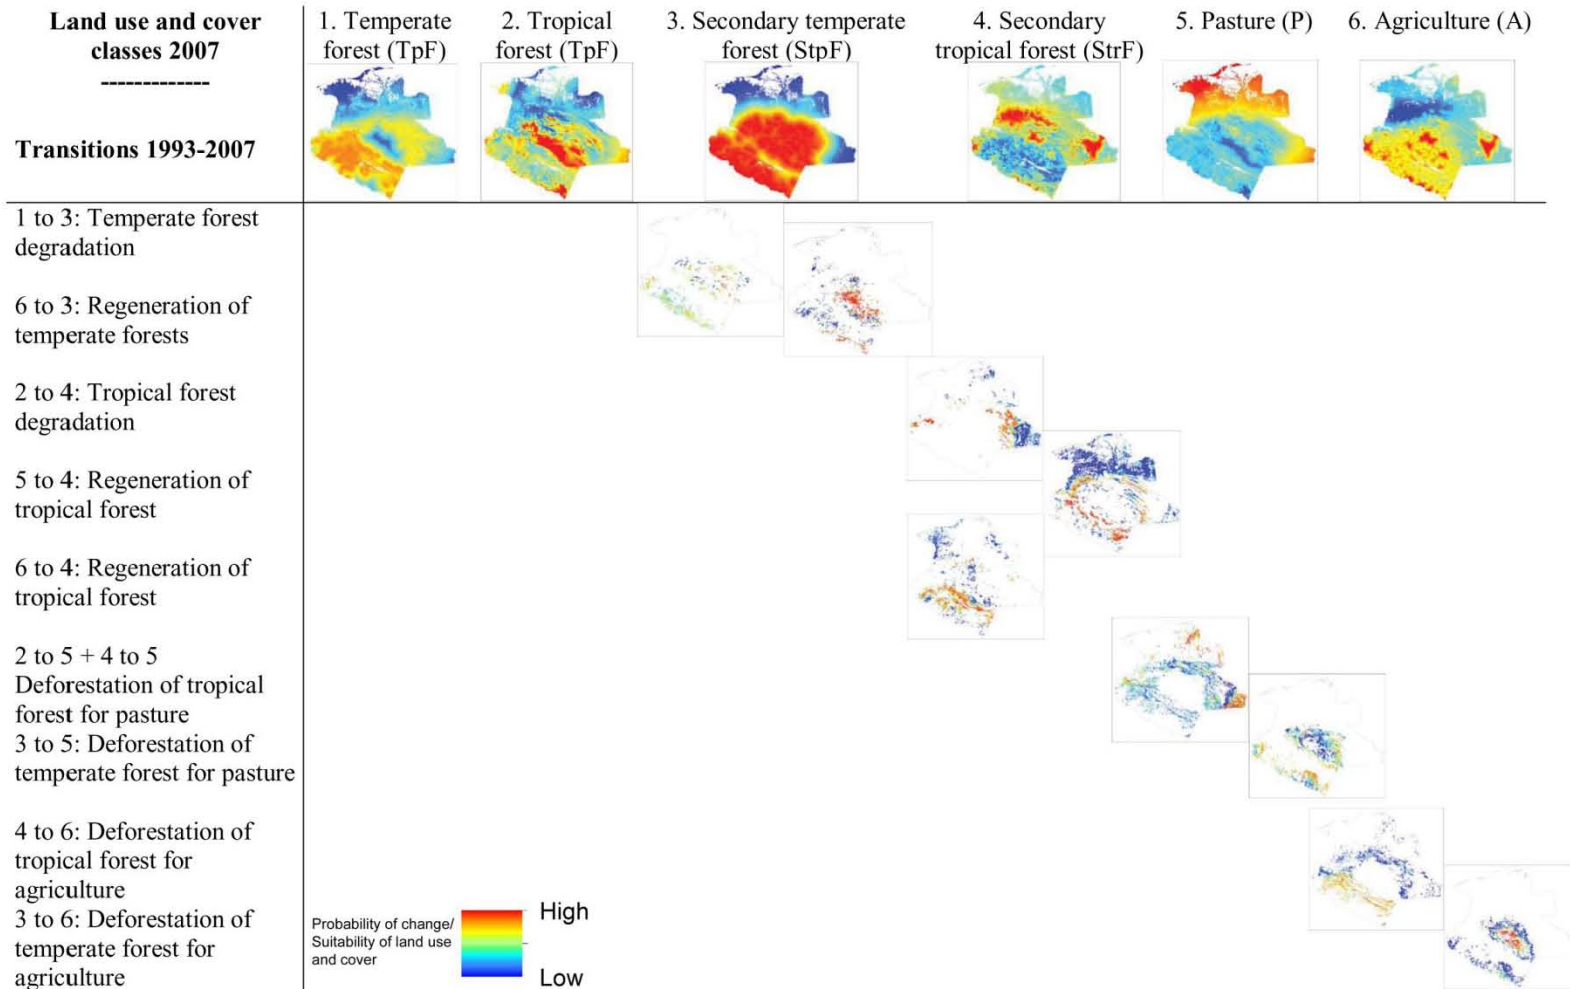 Land use and cover
classes 2007
-------------
Transitions 1993-2007
1. Temperate
forest (TpF)
2. Tropical
forest (TpF)
3. Secondary temperate
forest (StpF)
4. Secondary
tropical forest (StrF)
5. Pasture (P)
6. Agriculture (A)
1 to 3: Temperate forest
degradation
6 to 3: Regeneration of
temperate forests
2 to 4: Tropical forest
degradation
5 to 4: Regeneration of
tropical forest
6 to 4: Regeneration of
tropical forest
2 to 5 + 4 to 5
Deforestation of tropical
forest for pasture
3 to 5: Deforestation of
temperate forest for pasture
4 to 6: Deforestation of
tropical forest for
agriculture
3 to 6: Deforestation of
temperate forest for
agriculture
Probability of change/
Suitability of land use
and cover
High
Low